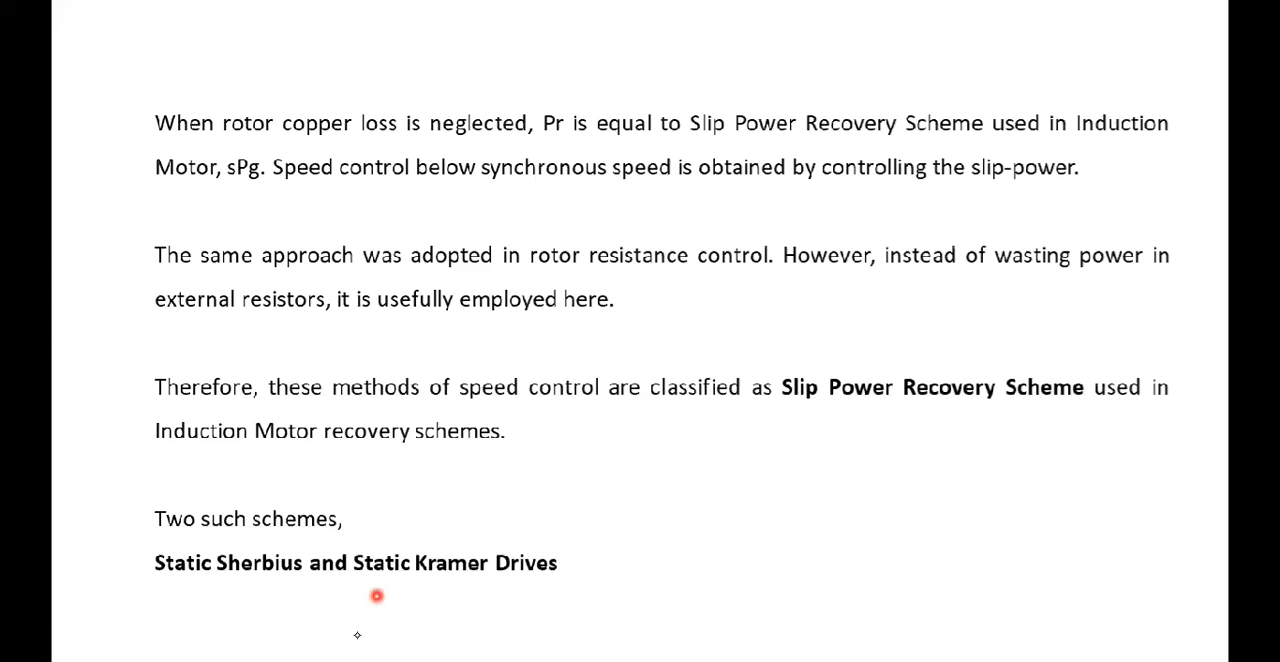 When rotor copper loss is neglected, Pr is equal to Slip Power Recovery Scheme used in Induction
Motor, sPg. Speed control below synchronous speed is obtained by controlling the slip-power.
The same approach was adopted in rotor resistance control. However, instead of wasting power in
external resistors, it is usefully employed here.
Therefore, these methods of speed control are classified as Slip Power Recovery Scheme used in
Induction Motor recovery schemes.
Two such schemes,
Static Sherbius and Static Kramer Drives